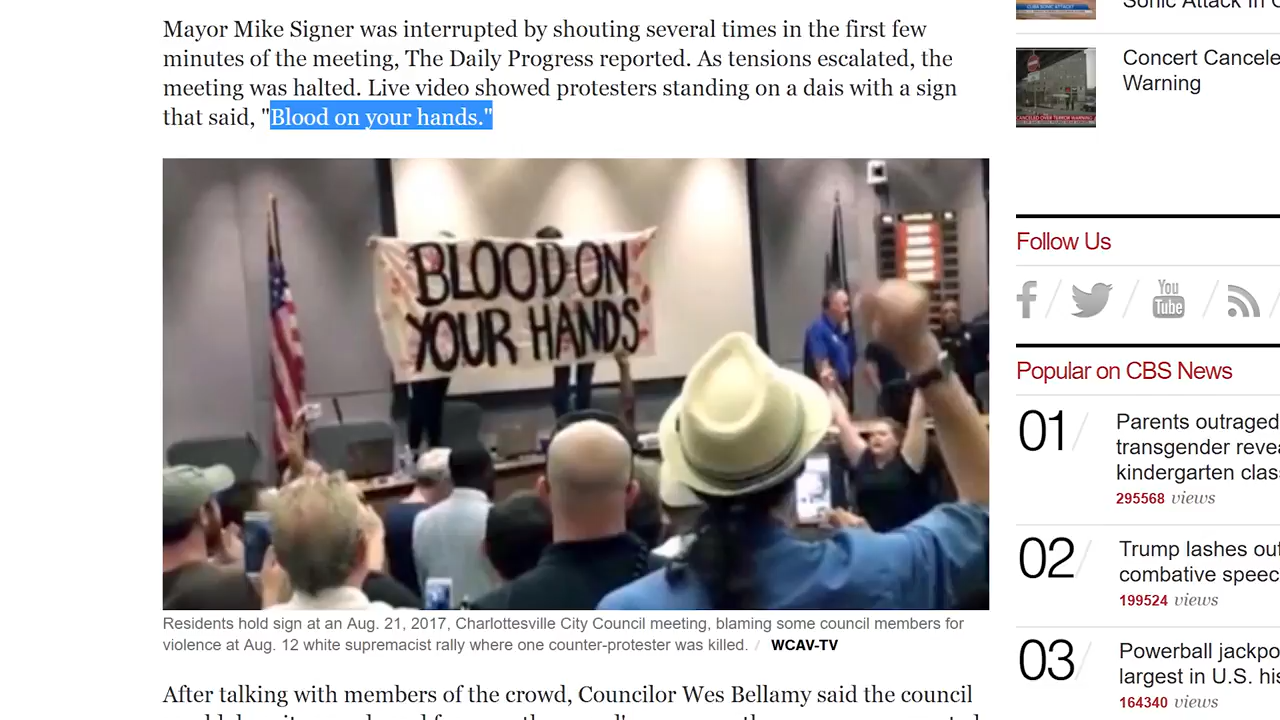 Mayor Mike Signer was interrupted by shouting several times in the first few
minutes of the meeting, The Daily Progress reported. As tensions escalated, the
meeting was halted. Live video showed protesters standing on a dais with a sign
that said, "Blood on your hands."
BLOOD ON
YOUR HANDS
Residents hold sign at an Aug. 21, 2017, Charlottesville City Council meeting, blaming some council members for
violence at Aug. 12 white supremacist rally where one counter-protester was killed. / WCAV-TV
After talking with members of the crowd, Councilor Wes Bellamy said the council
Concert Cancele
Warning
Follow Us
You
Tube
Popular on CBS News
01
Parents outraged
transgender revea
kindergarten clas
295568 views
02
Trump lashes out
combative speec
199524 views
03
Powerball jackpo
largest in U.S. his
164340 views